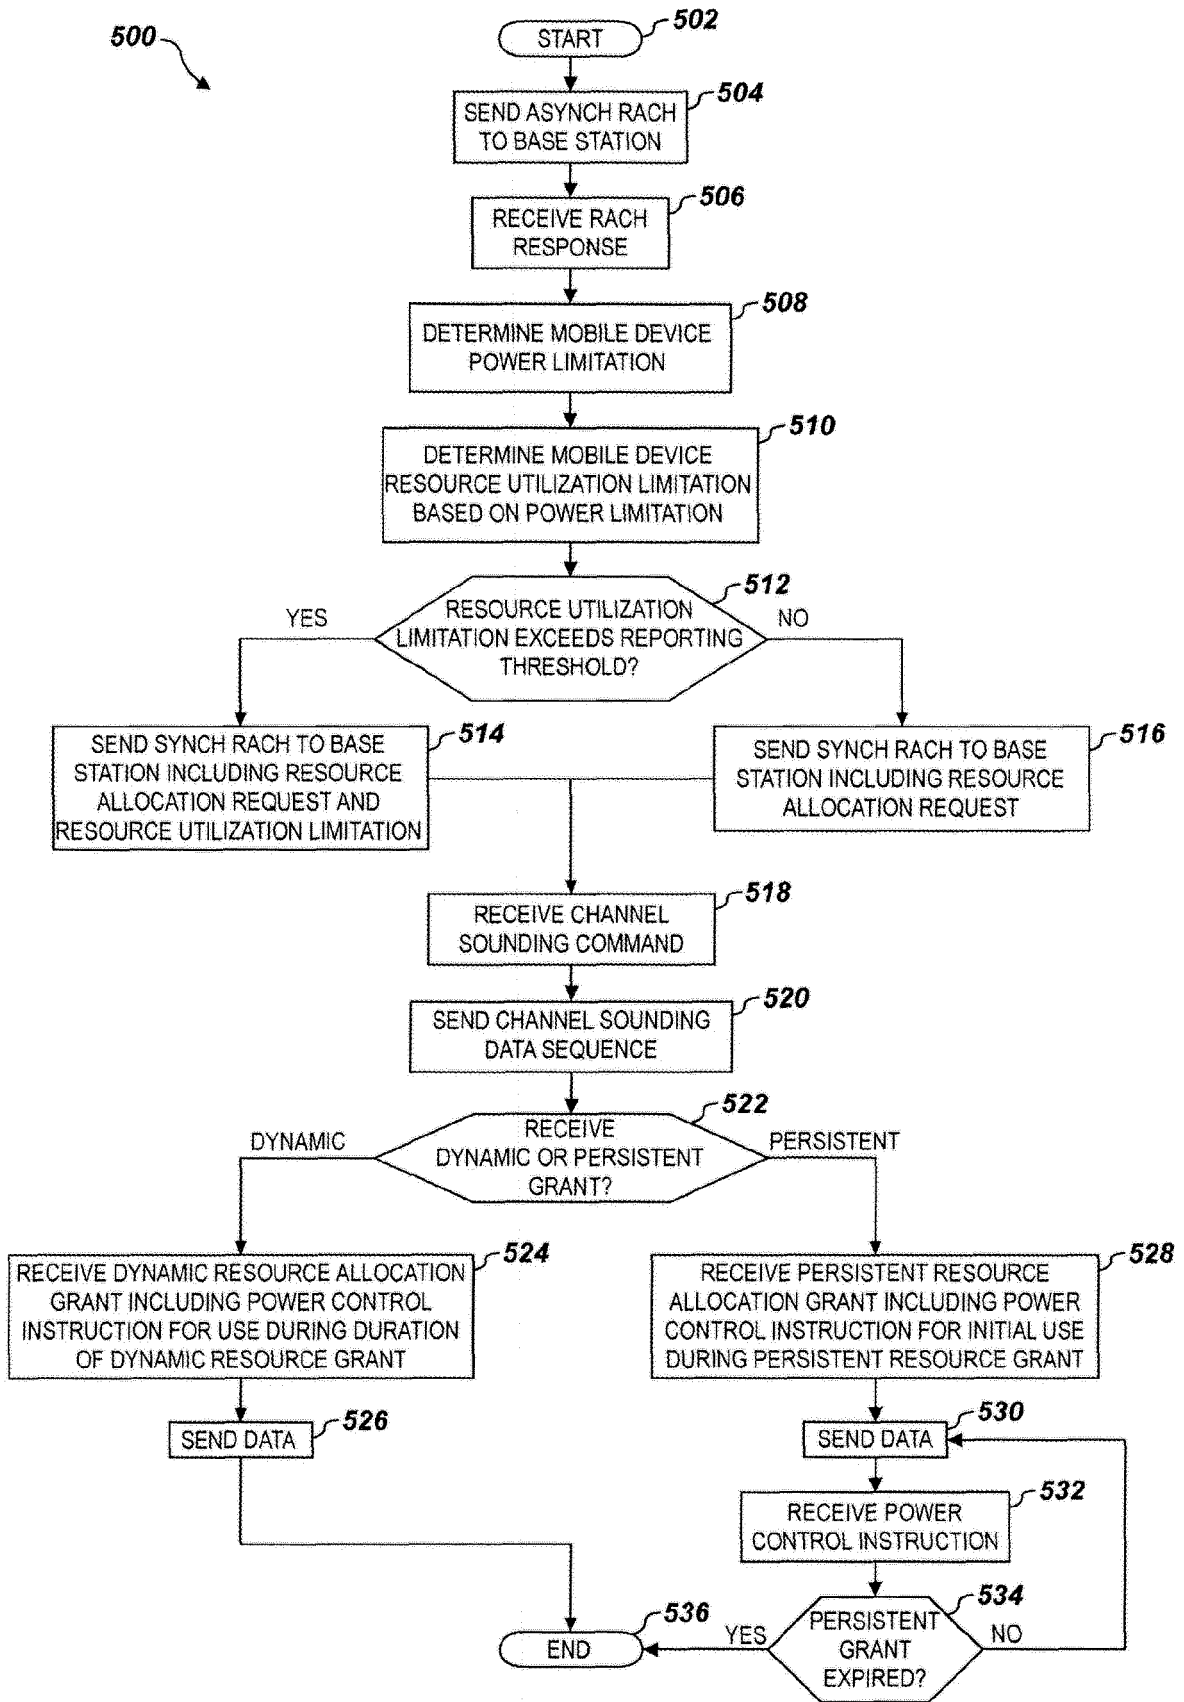 500
502
START
504
SEND ASYNCH RACH
TO BASE STATION
506
RECEIVE RACH
RESPONSE
508
DETERMINE MOBILE DEVICE
POWER LIMITATION
510
DETERMINE MOBILE DEVICE
RESOURCE UTILIZATION LIMITATION
BASED ON POWER LIMITATION
512
YES
RESOURCE UTILIZATION
LIMITATION EXCEEDS REPORTING
THRESHOLD?
NO
514
SEND SYNCH RACH TO BASE
STATION INCLUDING RESOURCE
ALLOCATION REQUEST AND
RESOURCE UTILIZATION LIMITATION
516
SEND SYNCH RACH TO BASE
STATION INCLUDING RESOURCE
ALLOCATION REQUEST
518
RECEIVE CHANNEL
SOUNDING COMMAND
520
SEND CHANNEL SOUNDING
DATA SEQUENCE
522
DYNAMIC
RECEIVE
DYNAMIC OR PERSISTENT
GRANT?
PERSISTENT
524
RECEIVE DYNAMIC RESOURCE ALLOCATION
GRANT INCLUDING POWER CONTROL
INSTRUCTION FOR USE DURING DURATION
OF DYNAMIC RESOURCE GRANT
526
SEND DATA
528
RECEIVE PERSISTENT RESOURCE
ALLOCATION GRANT INCLUDING POWER
CONTROL INSTRUCTION FOR INITIAL USE
DURING PERSISTENT RESOURCE GRANT
530
SEND DATA
532
RECEIVE POWER
CONTROL INSTRUCTION
534
PERSISTENT
GRANT
EXPIRED?
YES
NO
536
END